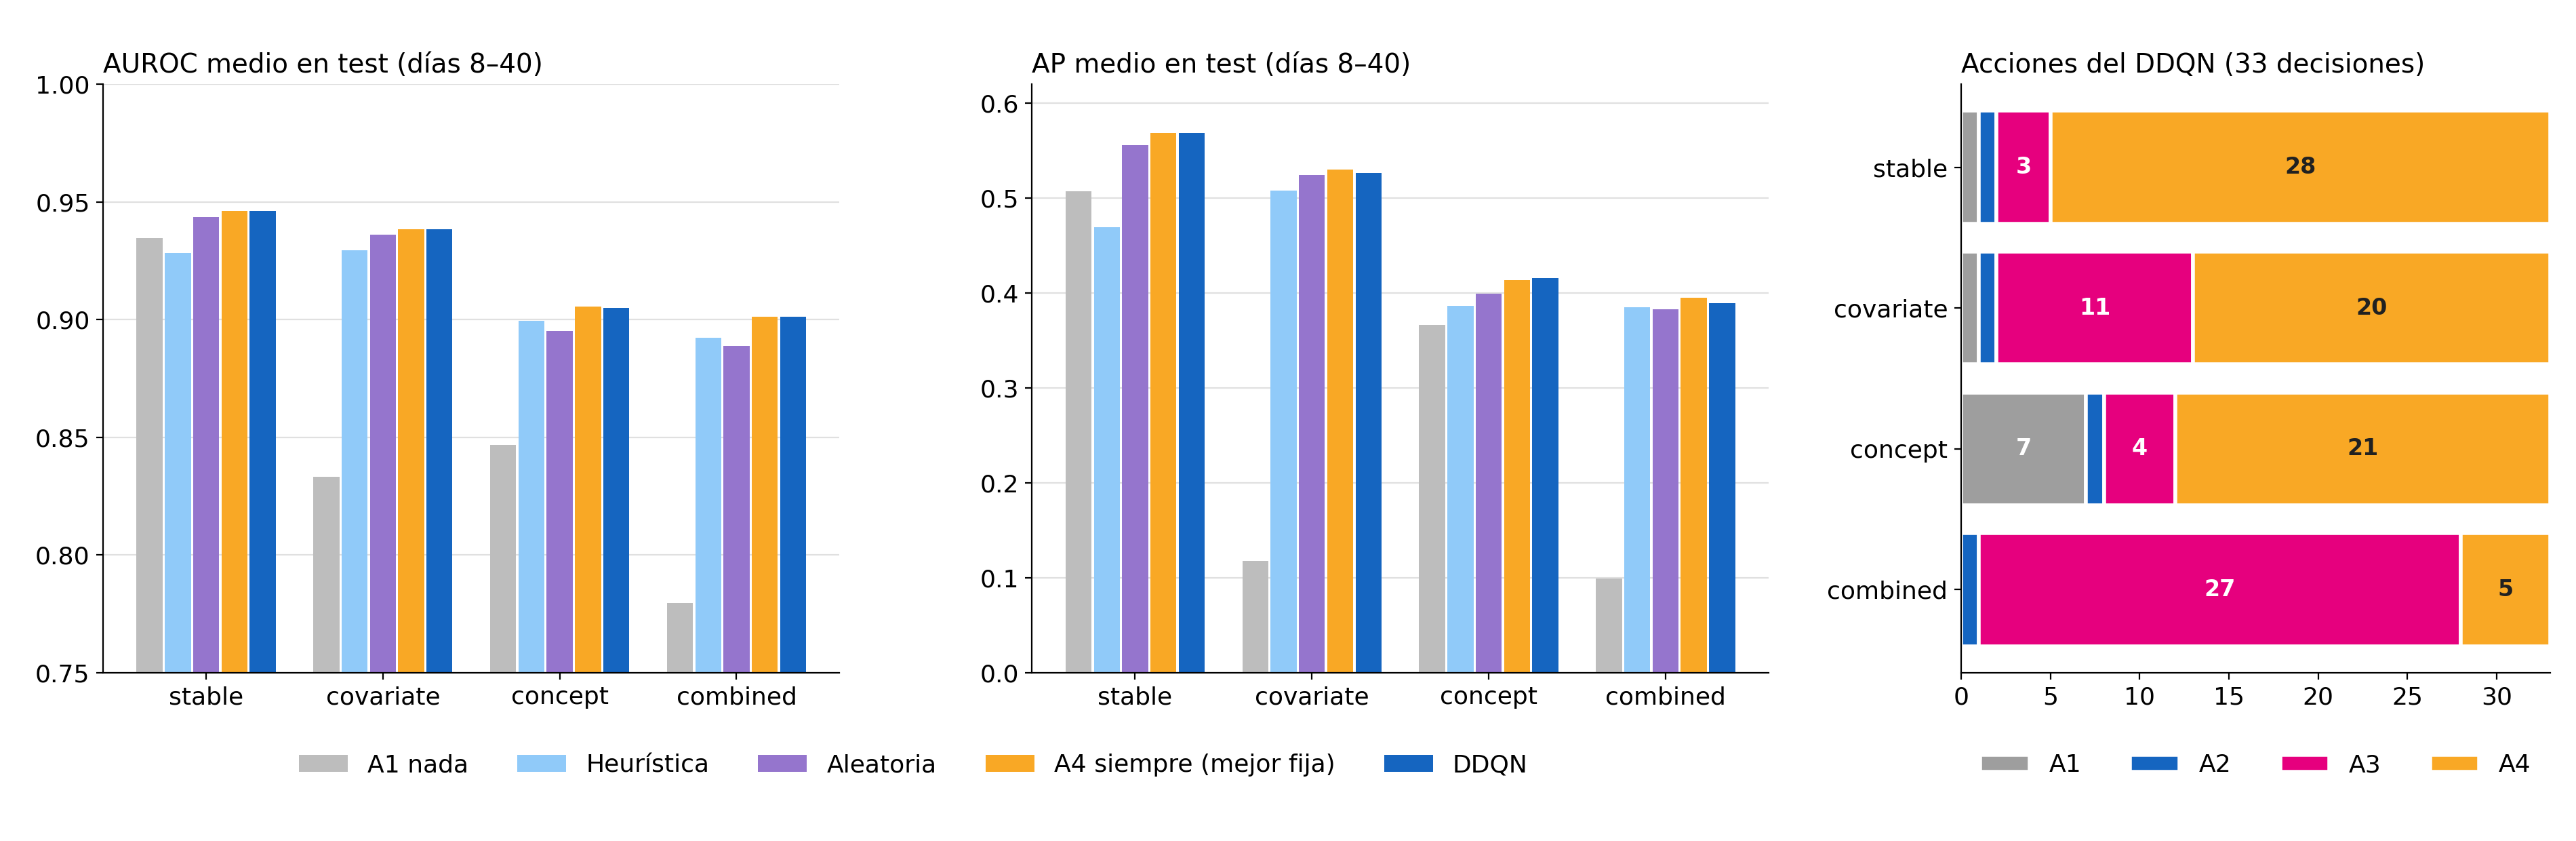 AUROC medio en test (días 8–40)
1.00
0.95
0.90
0.85
0.80
0.75
stable covariate concept combined
AP medio en test (días 8–40)
0.6
0.5
0.4
0.3
0.2
0.1
0.0
stable covariate concept combined
A1 nada Heurística Aleatoria A4 siempre (mejor fija) DDQN
Acciones del DDQN (33 decisiones)
stable 3 28
covariate 11 20
concept 7 4 21
combined 27 5
0 5 10 15 20 25 30
A1 A2 A3 A4